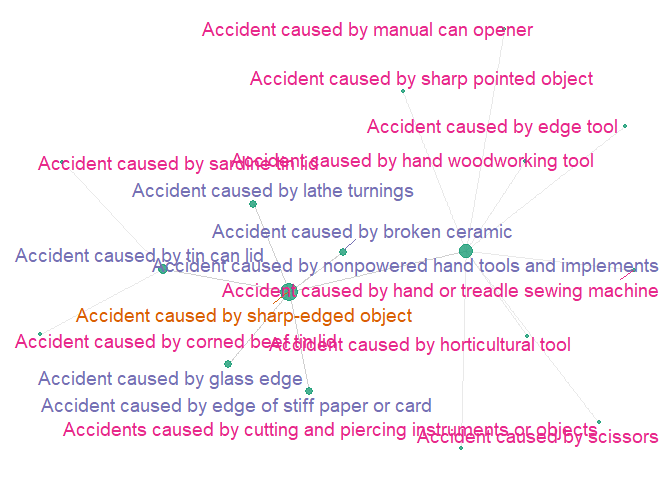 Accident caused by manual can opener
Accident caused by sharp pointed object
Accident caused by edge tool
Accident caused by sardine tin lid
Accident caused by hand woodworking tool
Accident caused by lathe turnings
Accident caused by broken ceramic
Accident caused by tin can lid
Accident caused by nonpowered hand tools and implements
Accident caused by hand or treadle sewing machine
Accident caused by sharp-edged object
Accident caused by corned beef tin lid
Accident caused by horticultural tool
Accident caused by glass edge
Accident caused by edge of stiff paper or card
Accidents caused by cutting and piercing instruments or objects
Accident caused by scissors